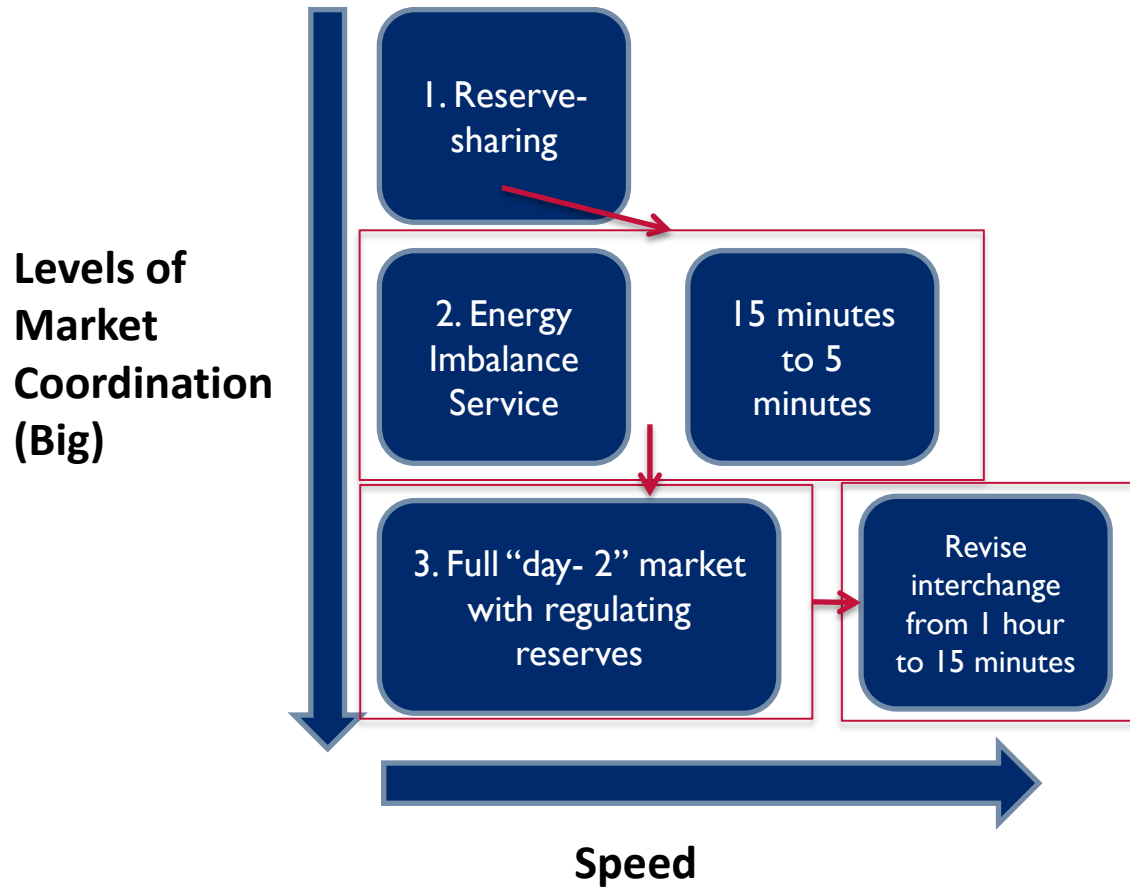 1. Reserve-
sharing
Levels of
Market
Coordination
(Big)
2. Energy
Imbalance
Service
15 minutes
to 5
minutes
3. Full “day- 2” market
with regulating
reserves
Revise
interchange
from 1 hour
to 15 minutes
Speed